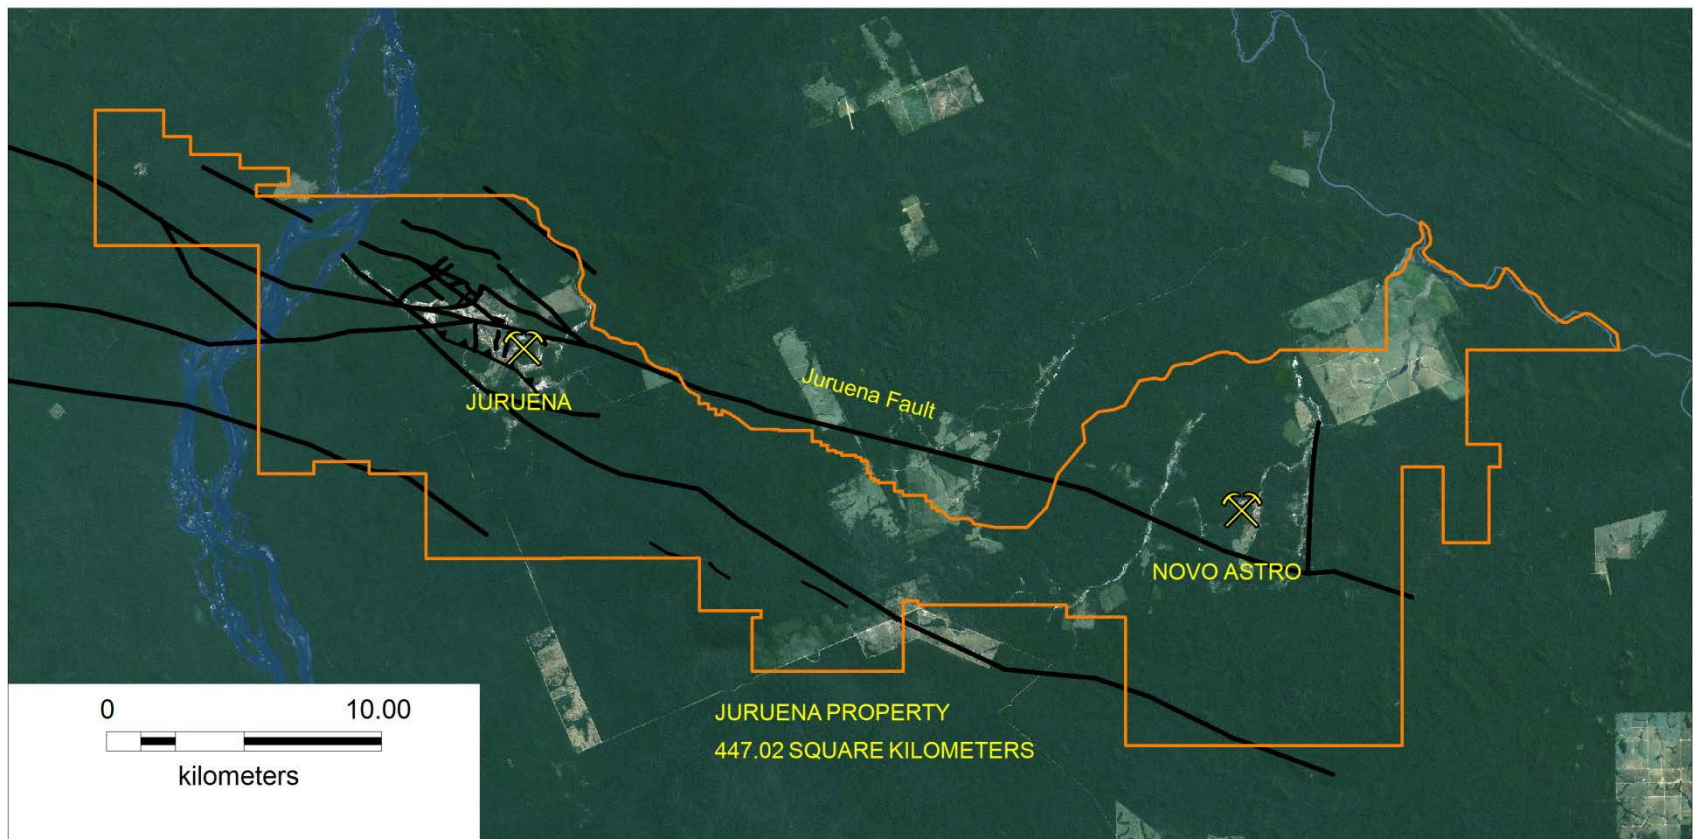 Juruena Fault
JURUENA
NOVO ASTRO
JURUENA PROPERTY
447.02 SQUARE KILOMETERS
0 10.00
kilometers